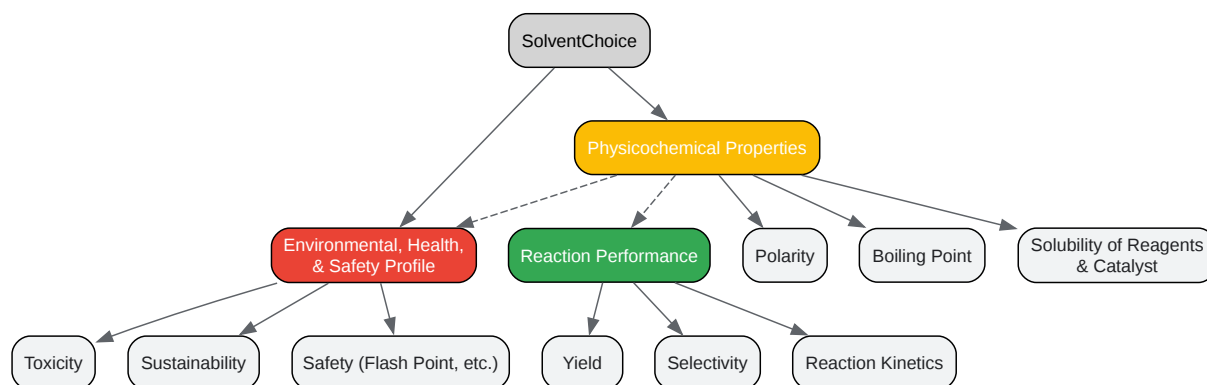 SolventChoice
Physicochemical Properties
Environmental, Health,
& Safety Profile
Reaction Performance
Polarity
Boiling Point
Solubility of Reagents
& Catalyst
Toxicity
Sustainability
Safety (Flash Point, etc.)
Yield
Selectivity
Reaction Kinetics